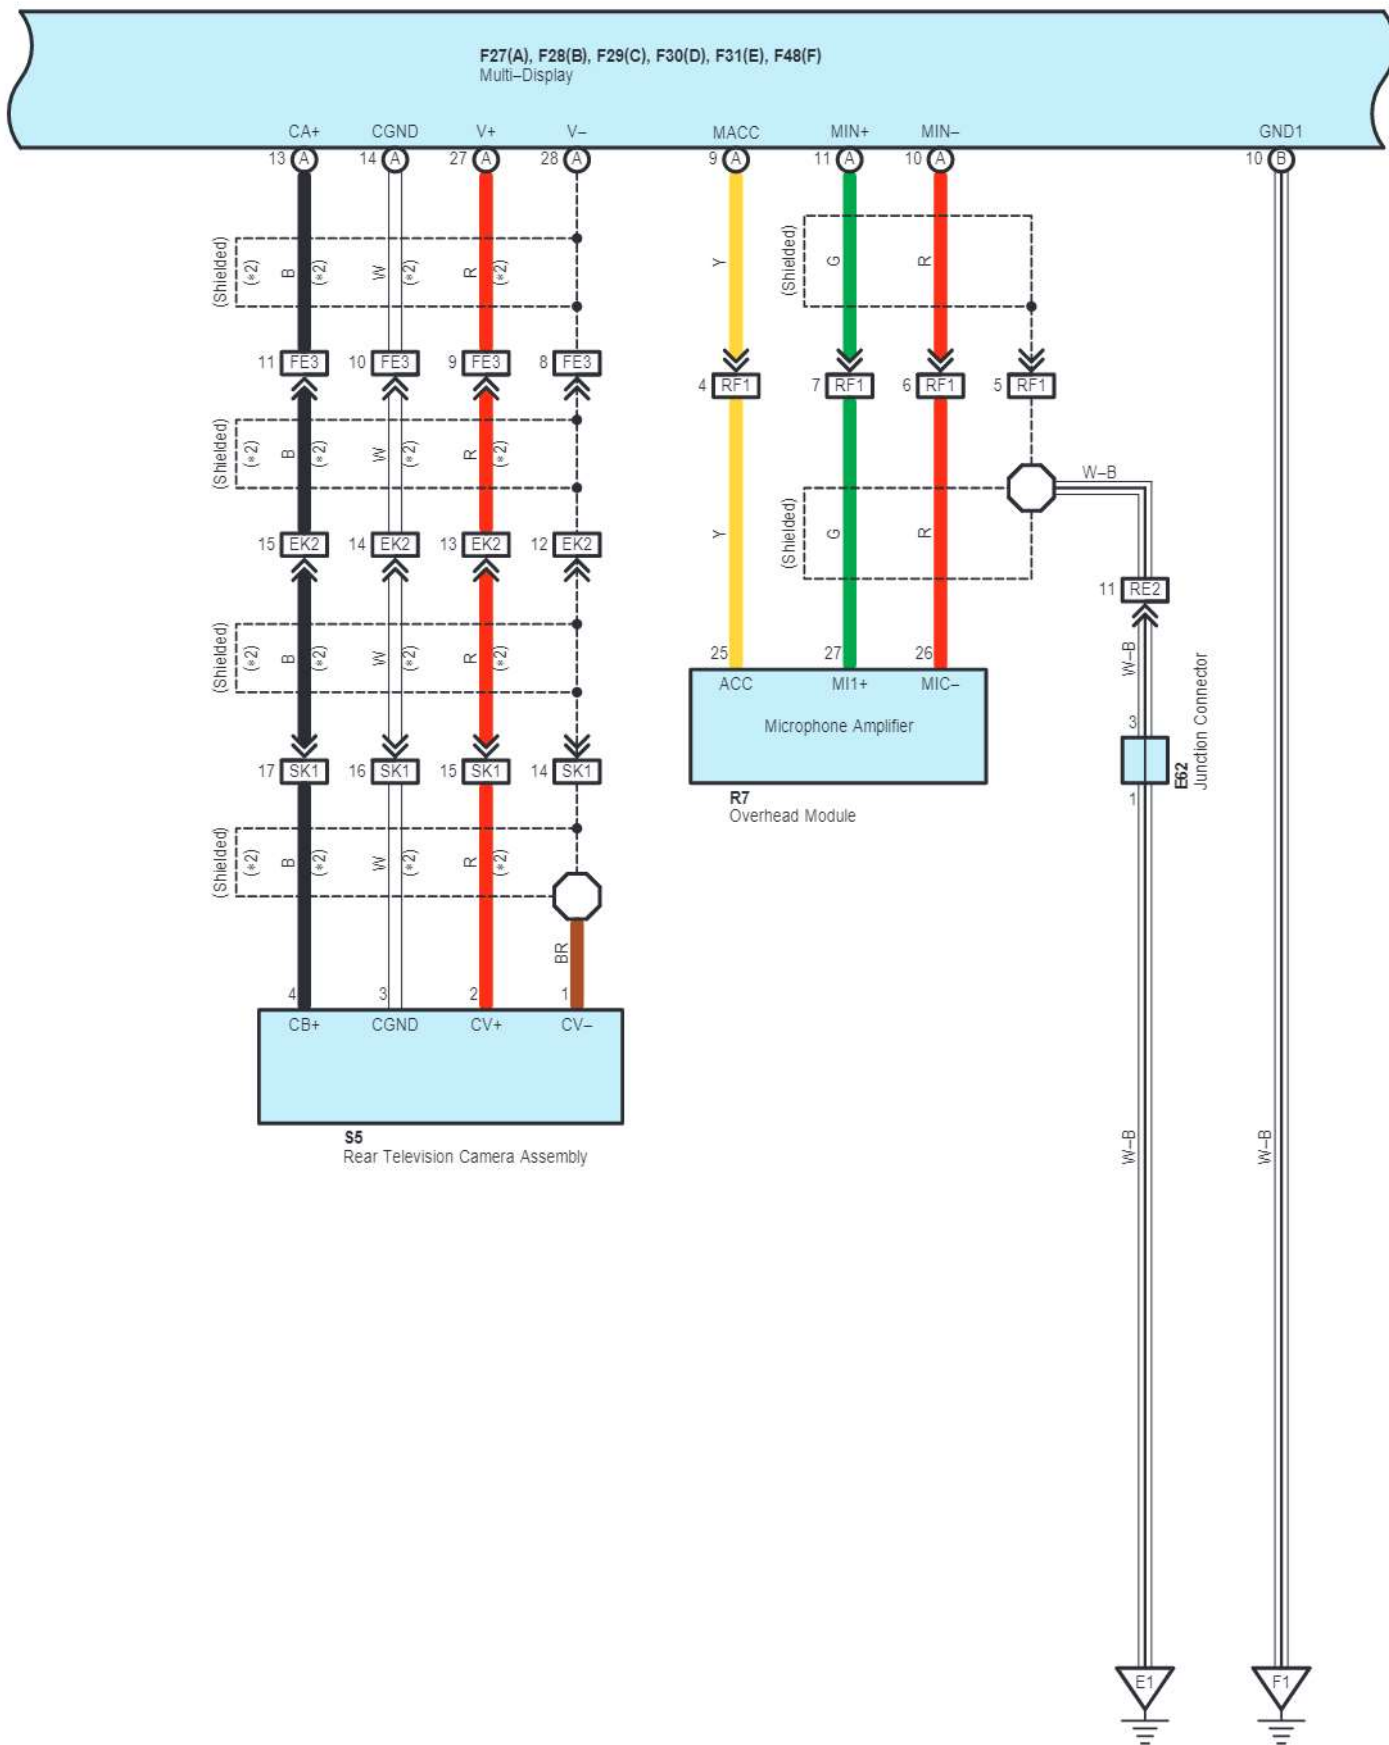 F27(A), F28(B), F29(C), F30(D), F31(E), F48(F)
Multi–Display
CA+ CGND V+ V– MACC MIN+ MIN– GND1
13 A 14 A 27 A 28 A 9 A 11 A 10 A 10 B
(Shielded) (*2) B (*2) W (*2) R (*2)
Y (Shielded) G R
11 FE3 10 FE3 9 FE3 8 FE3
4 RF1 7 RF1 6 RF1 5 RF1
(Shielded) (*2) B (*2) W (*2) R (*2)
W–B
Y (Shielded) G R
15 EK2 14 EK2 13 EK2 12 EK2
11 RE2
(Shielded) (*2) B (*2) W (*2) R (*2)
25 27 26
W–B
ACC MI1+ MIC–
Microphone Amplifier
3
E62
Junction Connector
1
17 SK1 16 SK1 15 SK1 14 SK1
R7
Overhead Module
(Shielded) (*2) B (*2) W (*2) R (*2)
BR
4 3 2 1
CB+ CGND CV+ CV–
S5
Rear Television Camera Assembly
W–B W–B
E1 F1